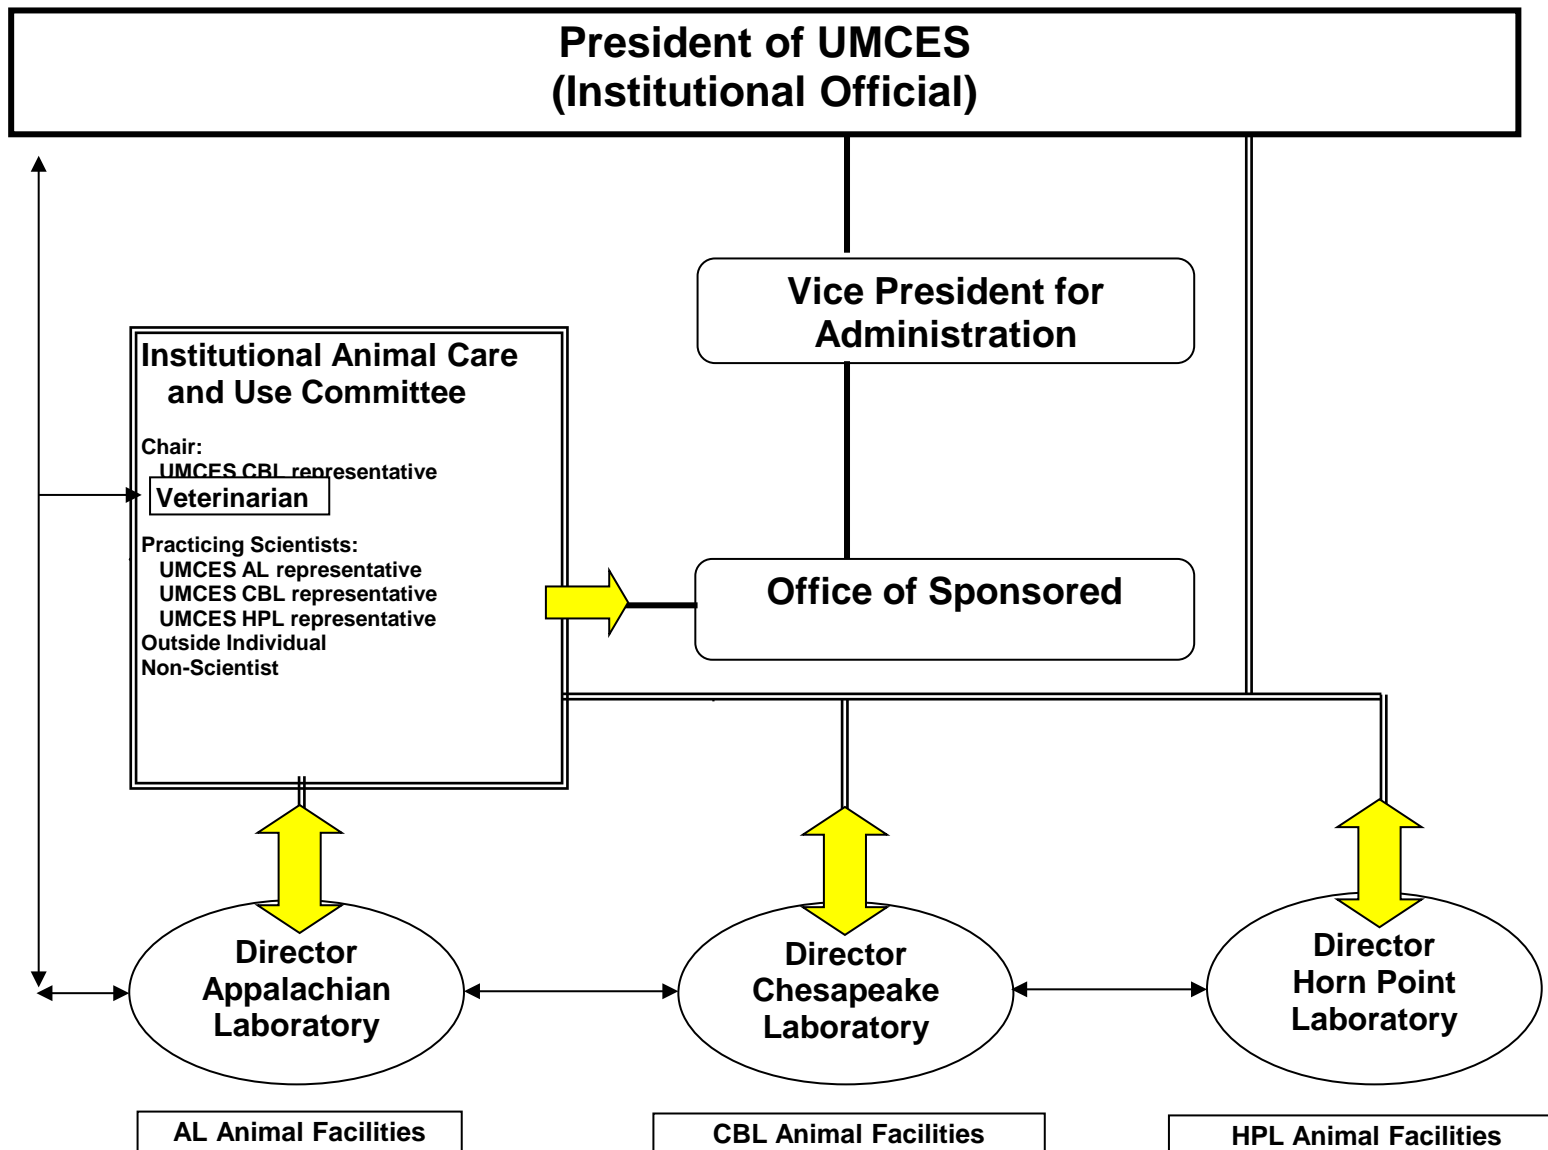 President of UMCES
(Institutional Official)
Vice President for
Administration
Institutional Animal Care
and Use Committee
Chair:
UMCES CBL representative
Veterinarian
Practicing Scientists:
UMCES AL representative
UMCES CBL representative
UMCES HPL representative
Outside Individual
Non-Scientist
Office of Sponsored
Director
Appalachian
Laboratory
Director
Chesapeake
Laboratory
Director
Horn Point
Laboratory
AL Animal Facilities
CBL Animal Facilities
HPL Animal Facilities